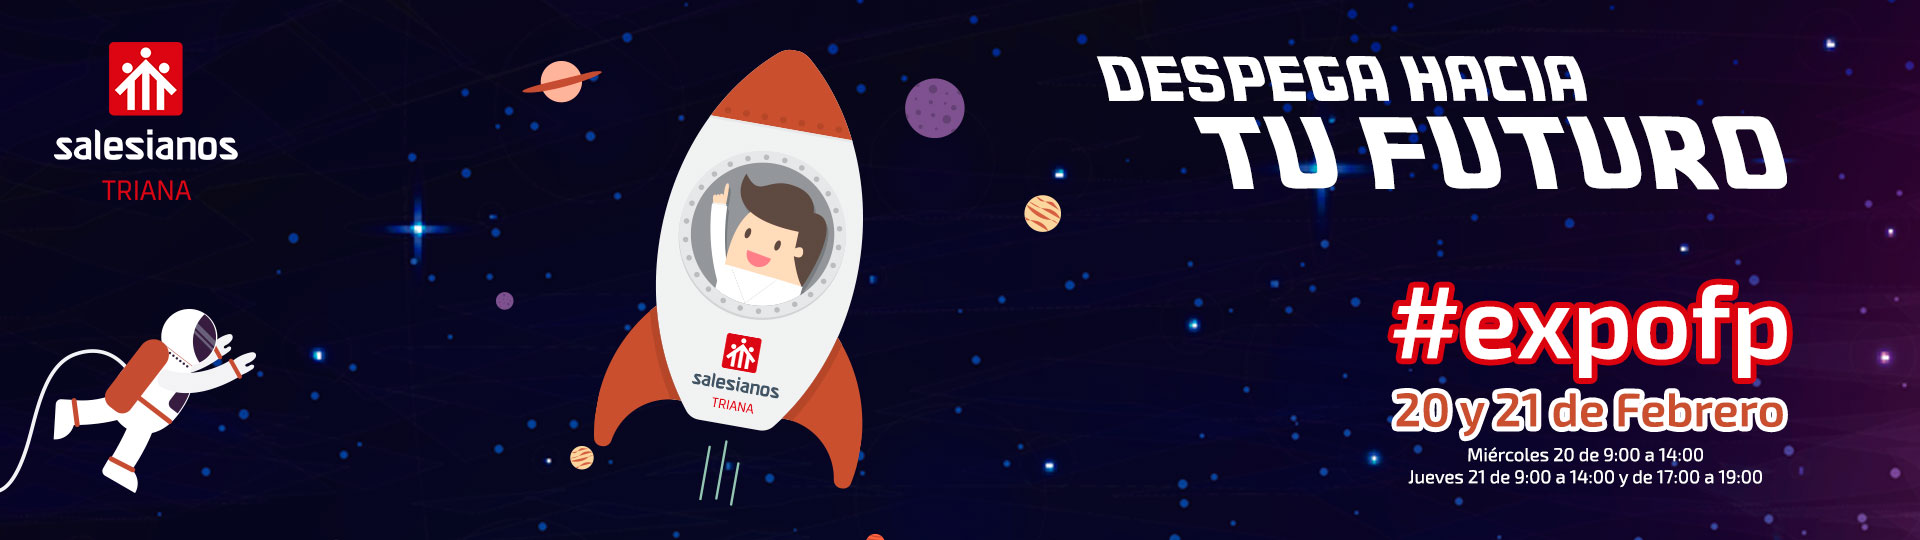 salesianos
TRIANA
DESPEGA HACIA
TU FUTURO
salesianos
TRIANA
#expofp
20 y 21 de Febrero
Miércoles 20 de 9:00 a 14:00
Jueves 21 de 9:00 a 14:00 y de 17:00 a 19:00